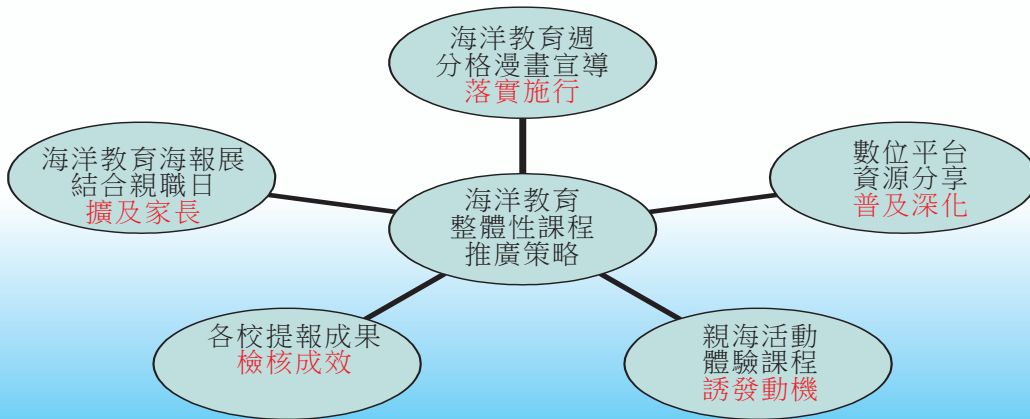 海洋教育週
分格漫畫宣導
落實施行
海洋教育海報展
結合親職日
擴及家長
數位平台
資源分享
普及深化
海洋教育
整體性課程
推廣策略
各校提報成果
檢核成效
親海活動
體驗課程
誘發動機